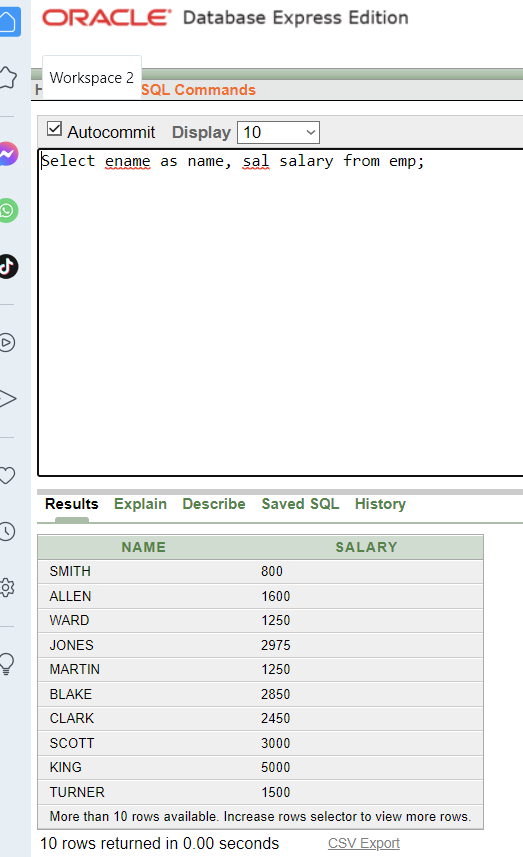 ORACLE Database Express Edition
Workspace 2
H SQL Commands
Autocommit Display 10
Select ename as name, sal salary from emp;
Results Explain Describe Saved SQL History
NAME SALARY
SMITH 800
ALLEN 1600
WARD 1250
JONES 2975
MARTIN 1250
BLAKE 2850
CLARK 2450
SCOTT 3000
KING 5000
TURNER 1500
More than 10 rows available. Increase rows selector to view more rows.
10 rows returned in 0.00 seconds CSV Export